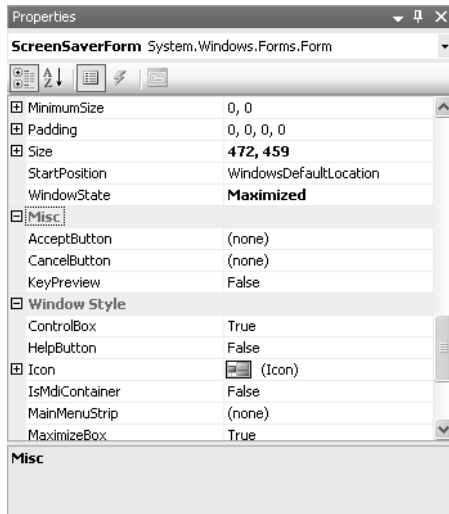 Properties
ScreenSaverForm System.Windows.Forms.Form
MinimumSize 0, 0
Padding 0, 0, 0, 0
Size 472, 459
StartPosition WindowsDefaultLocation
WindowState Maximized
Misc
AcceptButton (none)
CancelButton (none)
KeyPreview False
Window Style
ControlBox True
HelpButton False
Icon (Icon)
IsMdiContainer False
MainMenuStrip (none)
MaximizeBox True
Misc